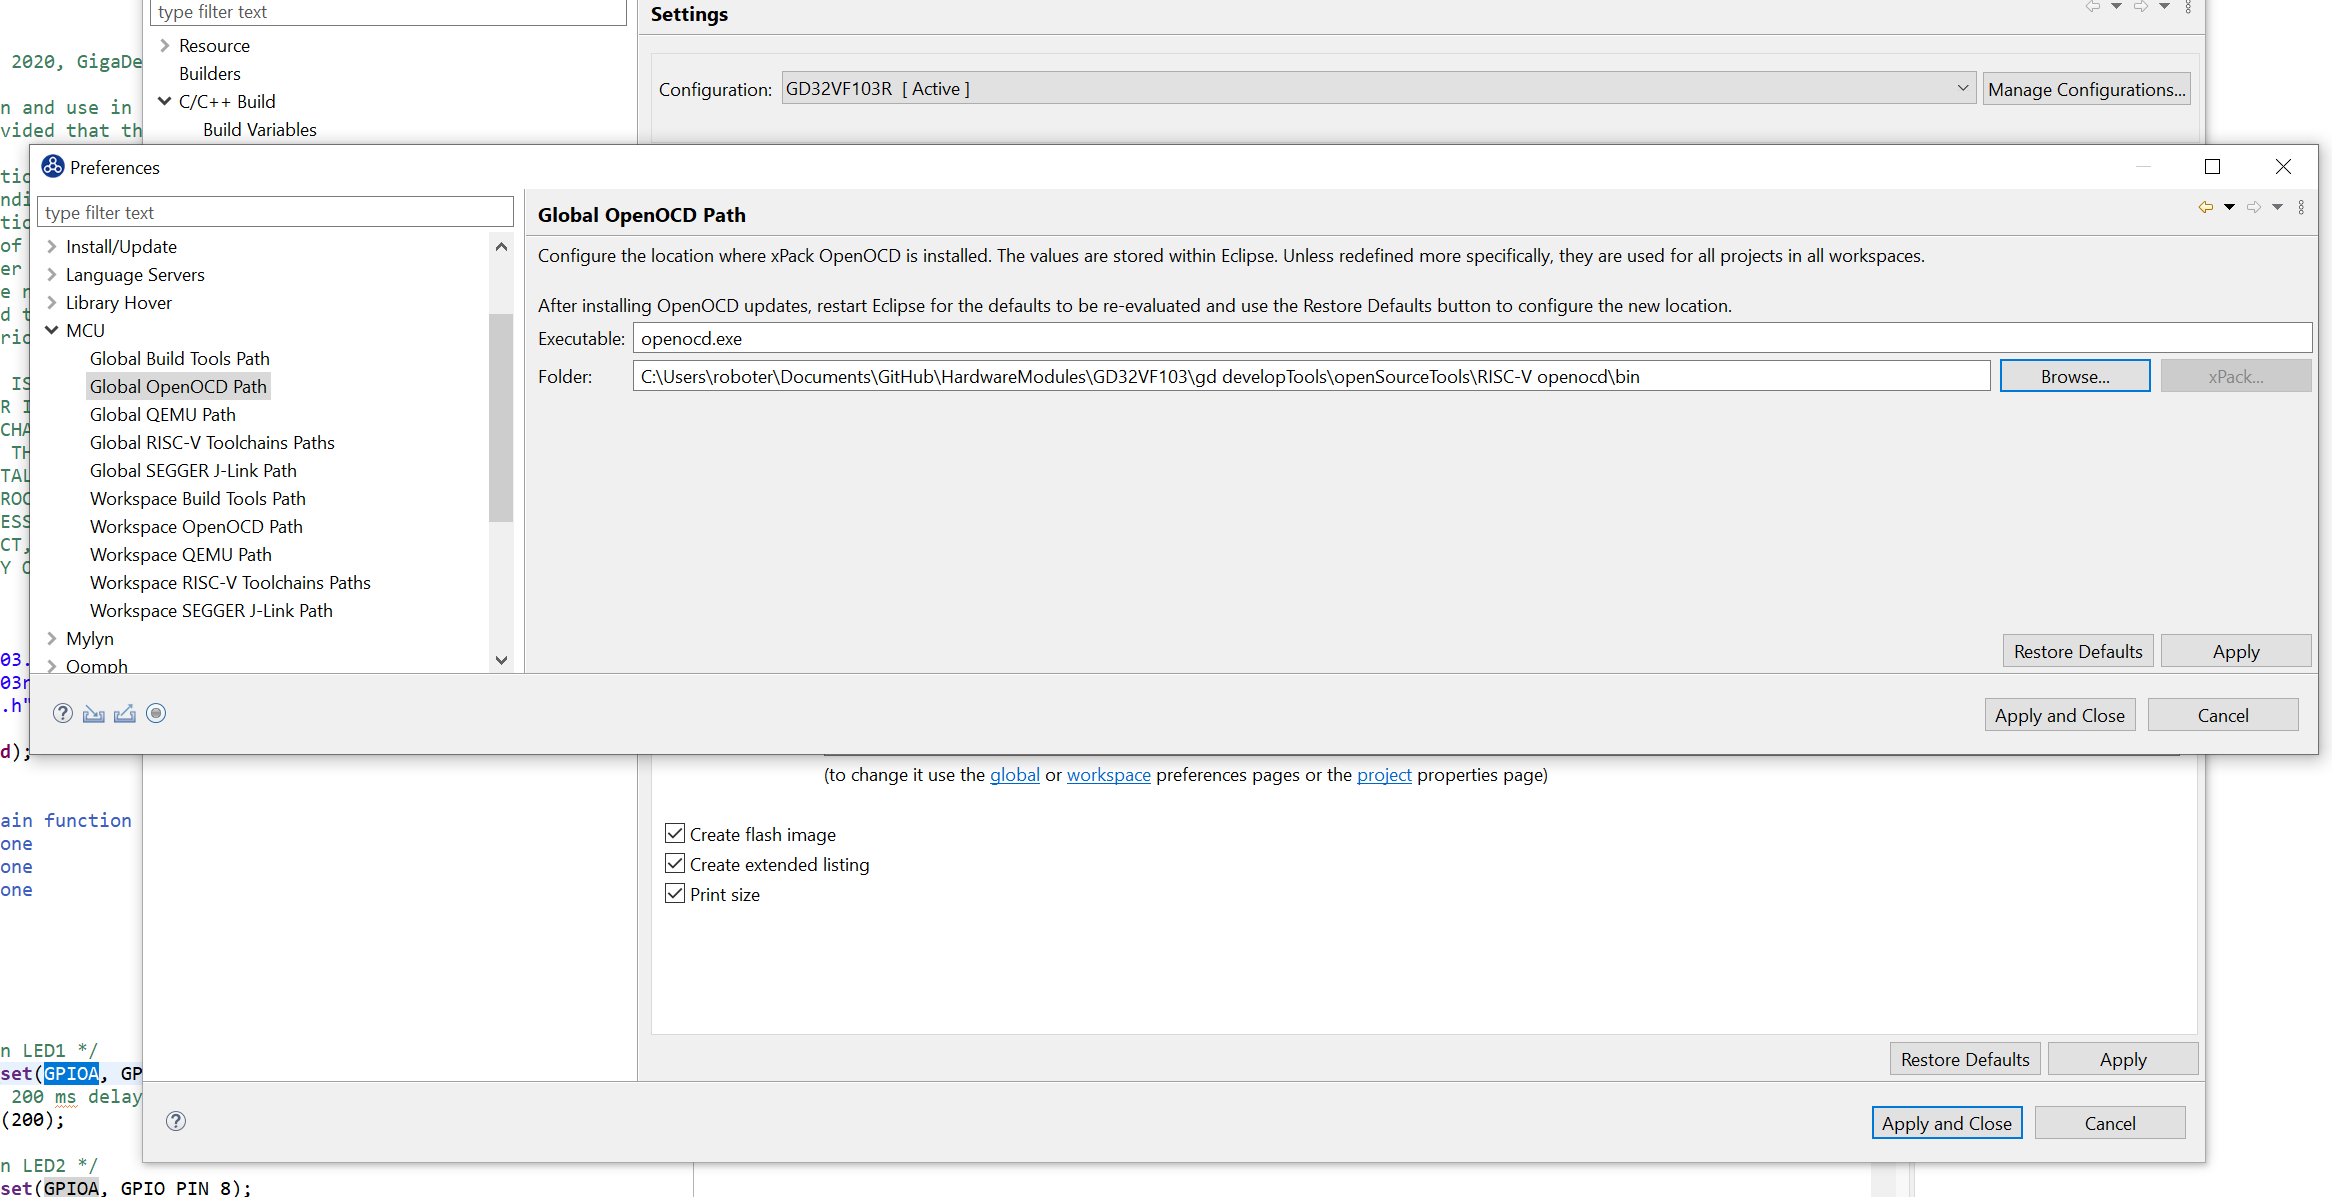 type filter text
Resource
Builders
C/C++ Build
Build Variables
Settings
Configuration:
GD32VF103R [ Active ]
Manage Configurations...
2020, GigaDe
n and use in
vided that th
Preferences
type filter text
Install/Update
Language Servers
Library Hover
MCU
Global Build Tools Path
Global OpenOCD Path
Global QEMU Path
Global RISC-V Toolchains Paths
Global SEGGER J-Link Path
Workspace Build Tools Path
Workspace OpenOCD Path
Workspace QEMU Path
Workspace RISC-V Toolchains Paths
Workspace SEGGER J-Link Path
Mylyn
Oomph
Global OpenOCD Path
Configure the location where xPack OpenOCD is installed. The values are stored within Eclipse. Unless redefined more specifically, they are used for all projects in all workspaces.
After installing OpenOCD updates, restart Eclipse for the defaults to be re-evaluated and use the Restore Defaults button to configure the new location.
Executable: openocd.exe
Folder: C:\Users\roboter\Documents\GitHub\HardwareModules\GD32VF103\gd developTools\openSourceTools\RISC-V openocd\bin
Browse...
xPack...
Restore Defaults
Apply
Apply and Close
Cancel
tic
ndi
tic
of
er
e r
d t
ric
IS
R I
CHA
TH
TAL
ROC
ESS
CT,
Y O
03.
03r
.h"
d);
ain function
one
one
one
n LED1 */
set(GPIOA, GP
200 ms delay
(200);
n LED2 */
set(GPIOA, GPIO PIN 8);
(to change it use the global or workspace preferences pages or the project properties page)
Create flash image
Create extended listing
Print size
Restore Defaults
Apply
Apply and Close
Cancel